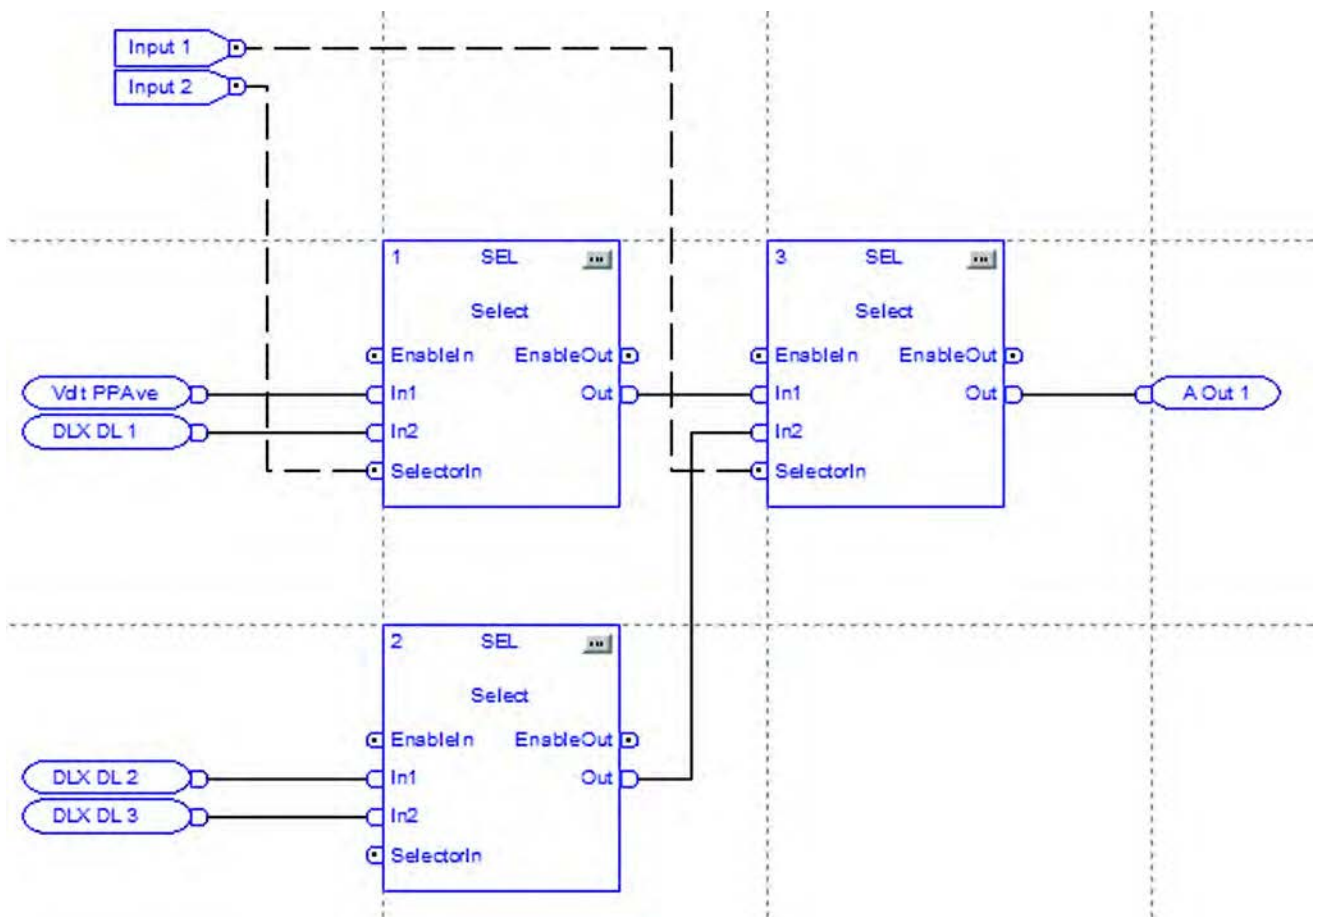 Input 1
Input 2
1 SEL
Select
EnableIn EnableOut
In1 Out
In2
SelectorIn
3 SEL
Select
EnableIn EnableOut
In1 Out
In2
SelectorIn
Vdt PPAve
DLX DL 1
A Out 1
2 SEL
Select
EnableIn EnableOut
In1 Out
In2
SelectorIn
DLX DL 2
DLX DL 3